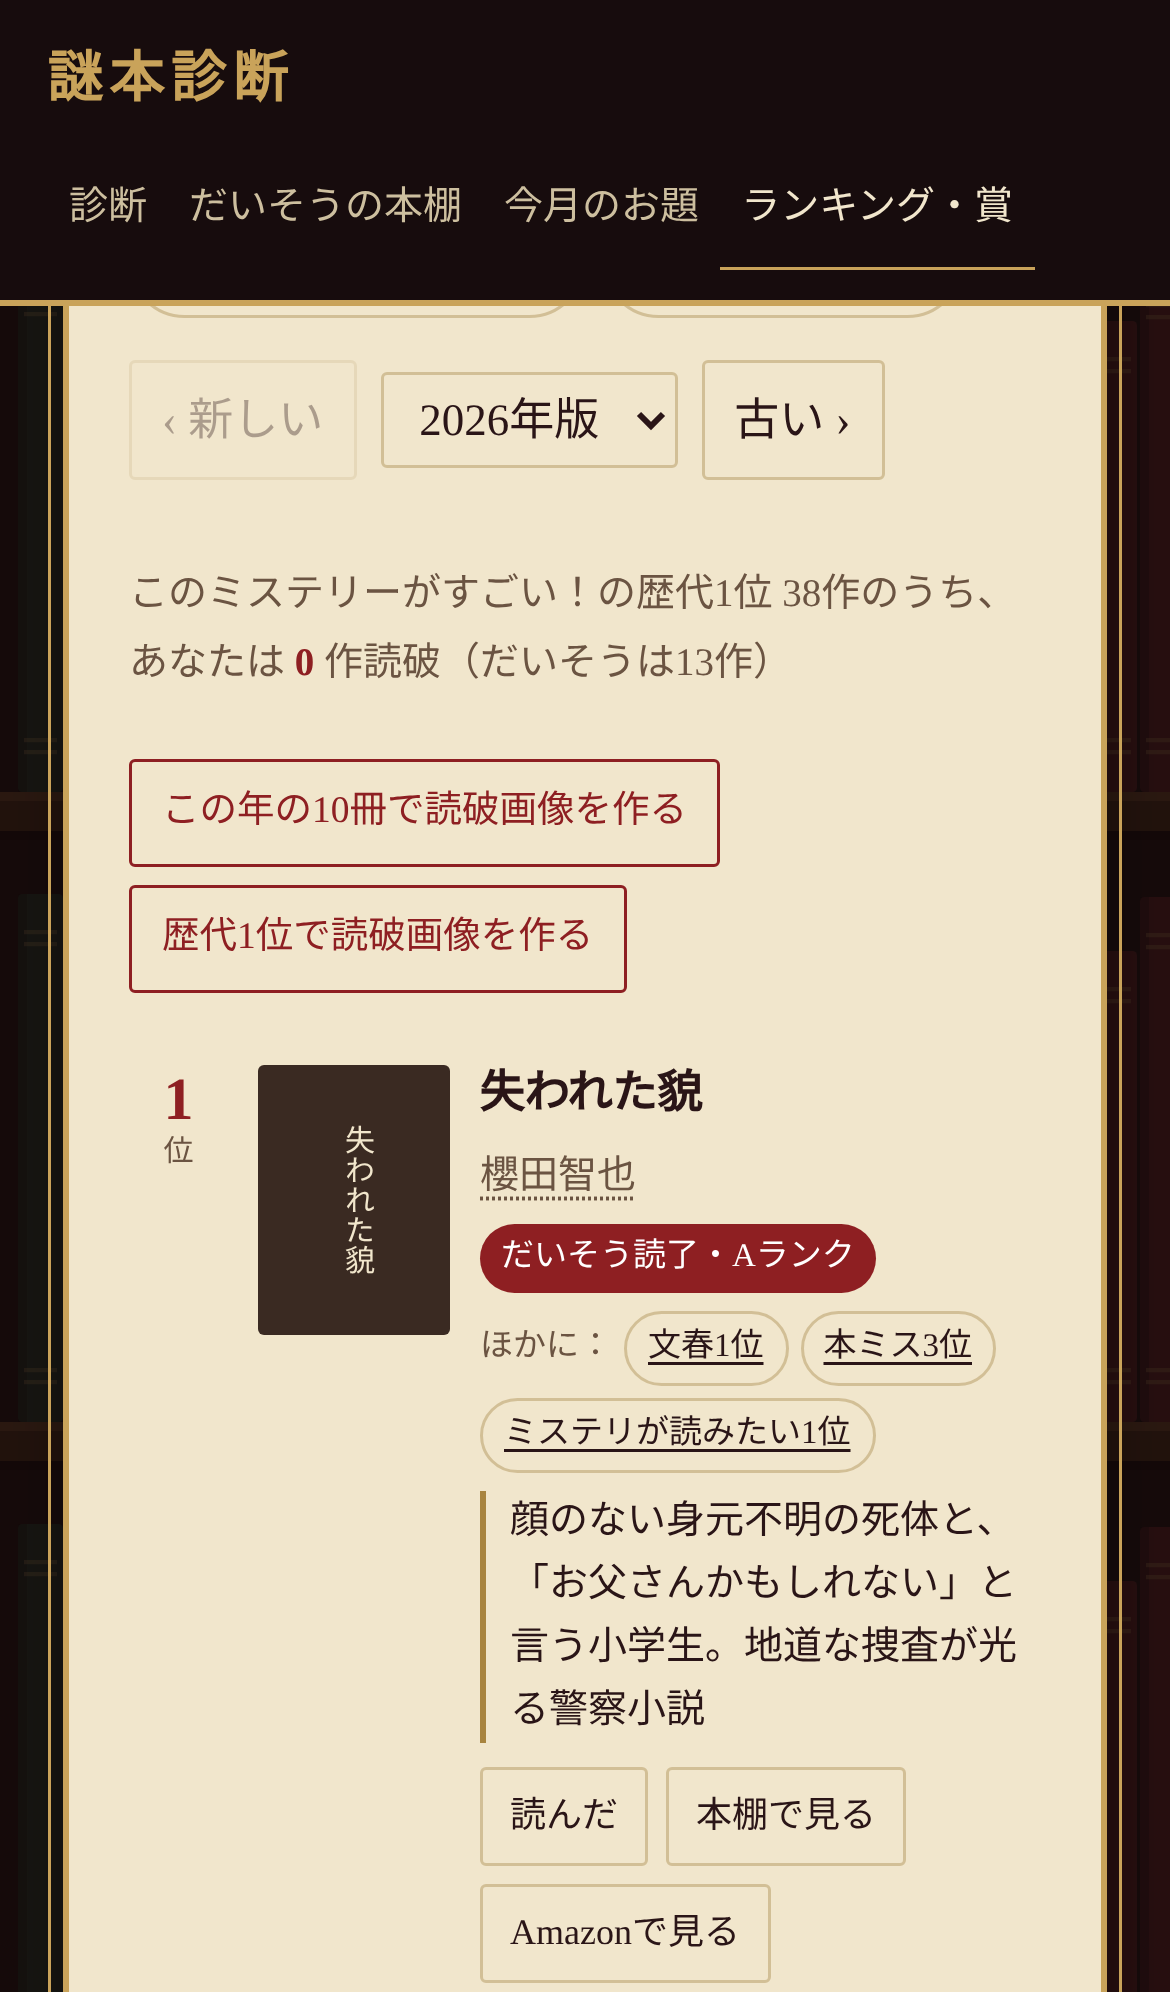 謎本診断
診断 だいそうの本棚 今月のお題 ランキング・賞
‹ 新しい 2026年版 古い ›
このミステリーがすごい！の歴代1位 38作のうち、
あなたは 0 作読破（だいそうは13作）
この年の10冊で読破画像を作る
歴代1位で読破画像を作る
1
位
失われた貌
失われた貌
櫻田智也
だいそう読了・Aランク
ほかに： 文春1位 本ミス3位
ミステリが読みたい1位
顔のない身元不明の死体と、
「お父さんかもしれない」と
言う小学生。地道な捜査が光
る警察小説
読んだ 本棚で見る
Amazonで見る